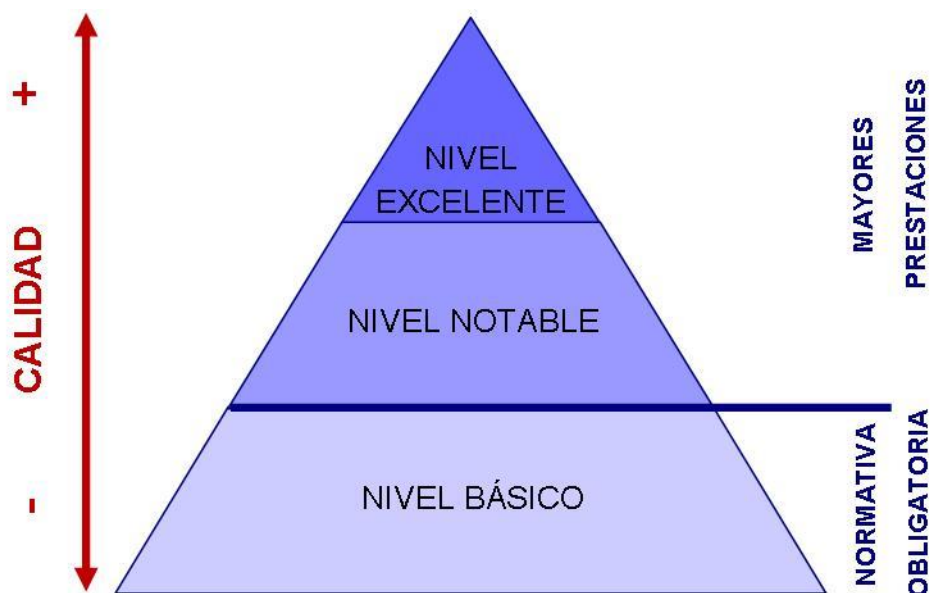 +
CALIDAD
-
NIVEL
EXCELENTE
NIVEL NOTABLE
NIVEL BÁSICO
MAYORES
PRESTACIONES
NORMATIVA
OBLIGATORIA